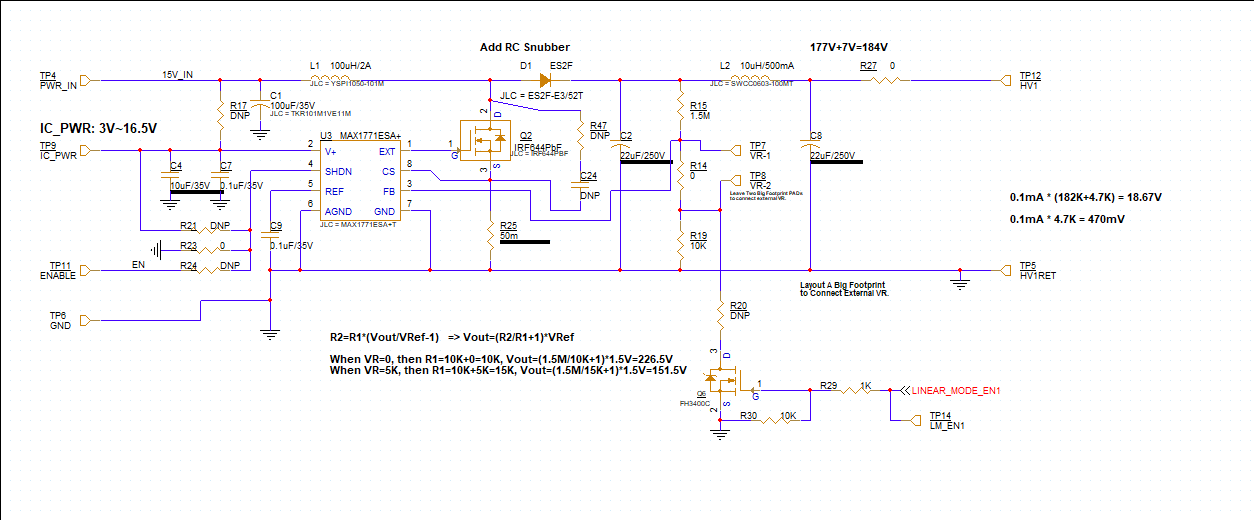 Add RC Snubber
177V+7V=184V
TP4
PWR_IN
15V_IN
L1 100uH/2A
JLC = YSPI1050-101M
D1 ES2F
JLC = ES2F-E3/52T
L2 10uH/500mA
JLC = SWCC0603-100MT
R27 0
TP12
HV1
R17
DNP
C1
100uF/35V
JLC = TKR101M1VE11M
IC_PWR: 3V~16.5V
TP9
IC_PWR
U3 MAX1771ESA+
2 V+
4 SHDN
5 REF
6 AGND
EXT 1
CS 8
FB 3
GND 7
JLC = MAX1771ESA+T
2 D
1 G
3 S
Q2
IRF644PbF
JLC = IRF644PBF
R47
DNP
C24
DNP
C2
22uF/250V
R15
1.5M
R14
0
TP7
VR-1
TP8
VR-2
Leave Two Big Footprint PADs
to connect external VR.
C8
22uF/250V
0.1mA * (182K+4.7K) = 18.67V
0.1mA * 4.7K = 470mV
C4
10uF/35V
C7
0.1uF/35V
R21 DNP
R23 0
R24 DNP
C9
0.1uF/35V
R25
50m
R19
10K
TP11
ENABLE
EN
TP5
HV1RET
Layout A Big Footprint
to Connect External VR.
TP6
GND
R20
DNP
R2=R1*(Vout/VRef-1) => Vout=(R2/R1+1)*VRef
When VR=0, then R1=10K+0=10K, Vout=(1.5M/10K+1)*1.5V=226.5V
When VR=5K, then R1=10K+5K=15K, Vout=(1.5M/15K+1)*1.5V=151.5V
3 D
1 G
2 S
Q6
FH3400C
R29 1K
LINEAR_MODE_EN1
R30 10K
TP14
LM_EN1